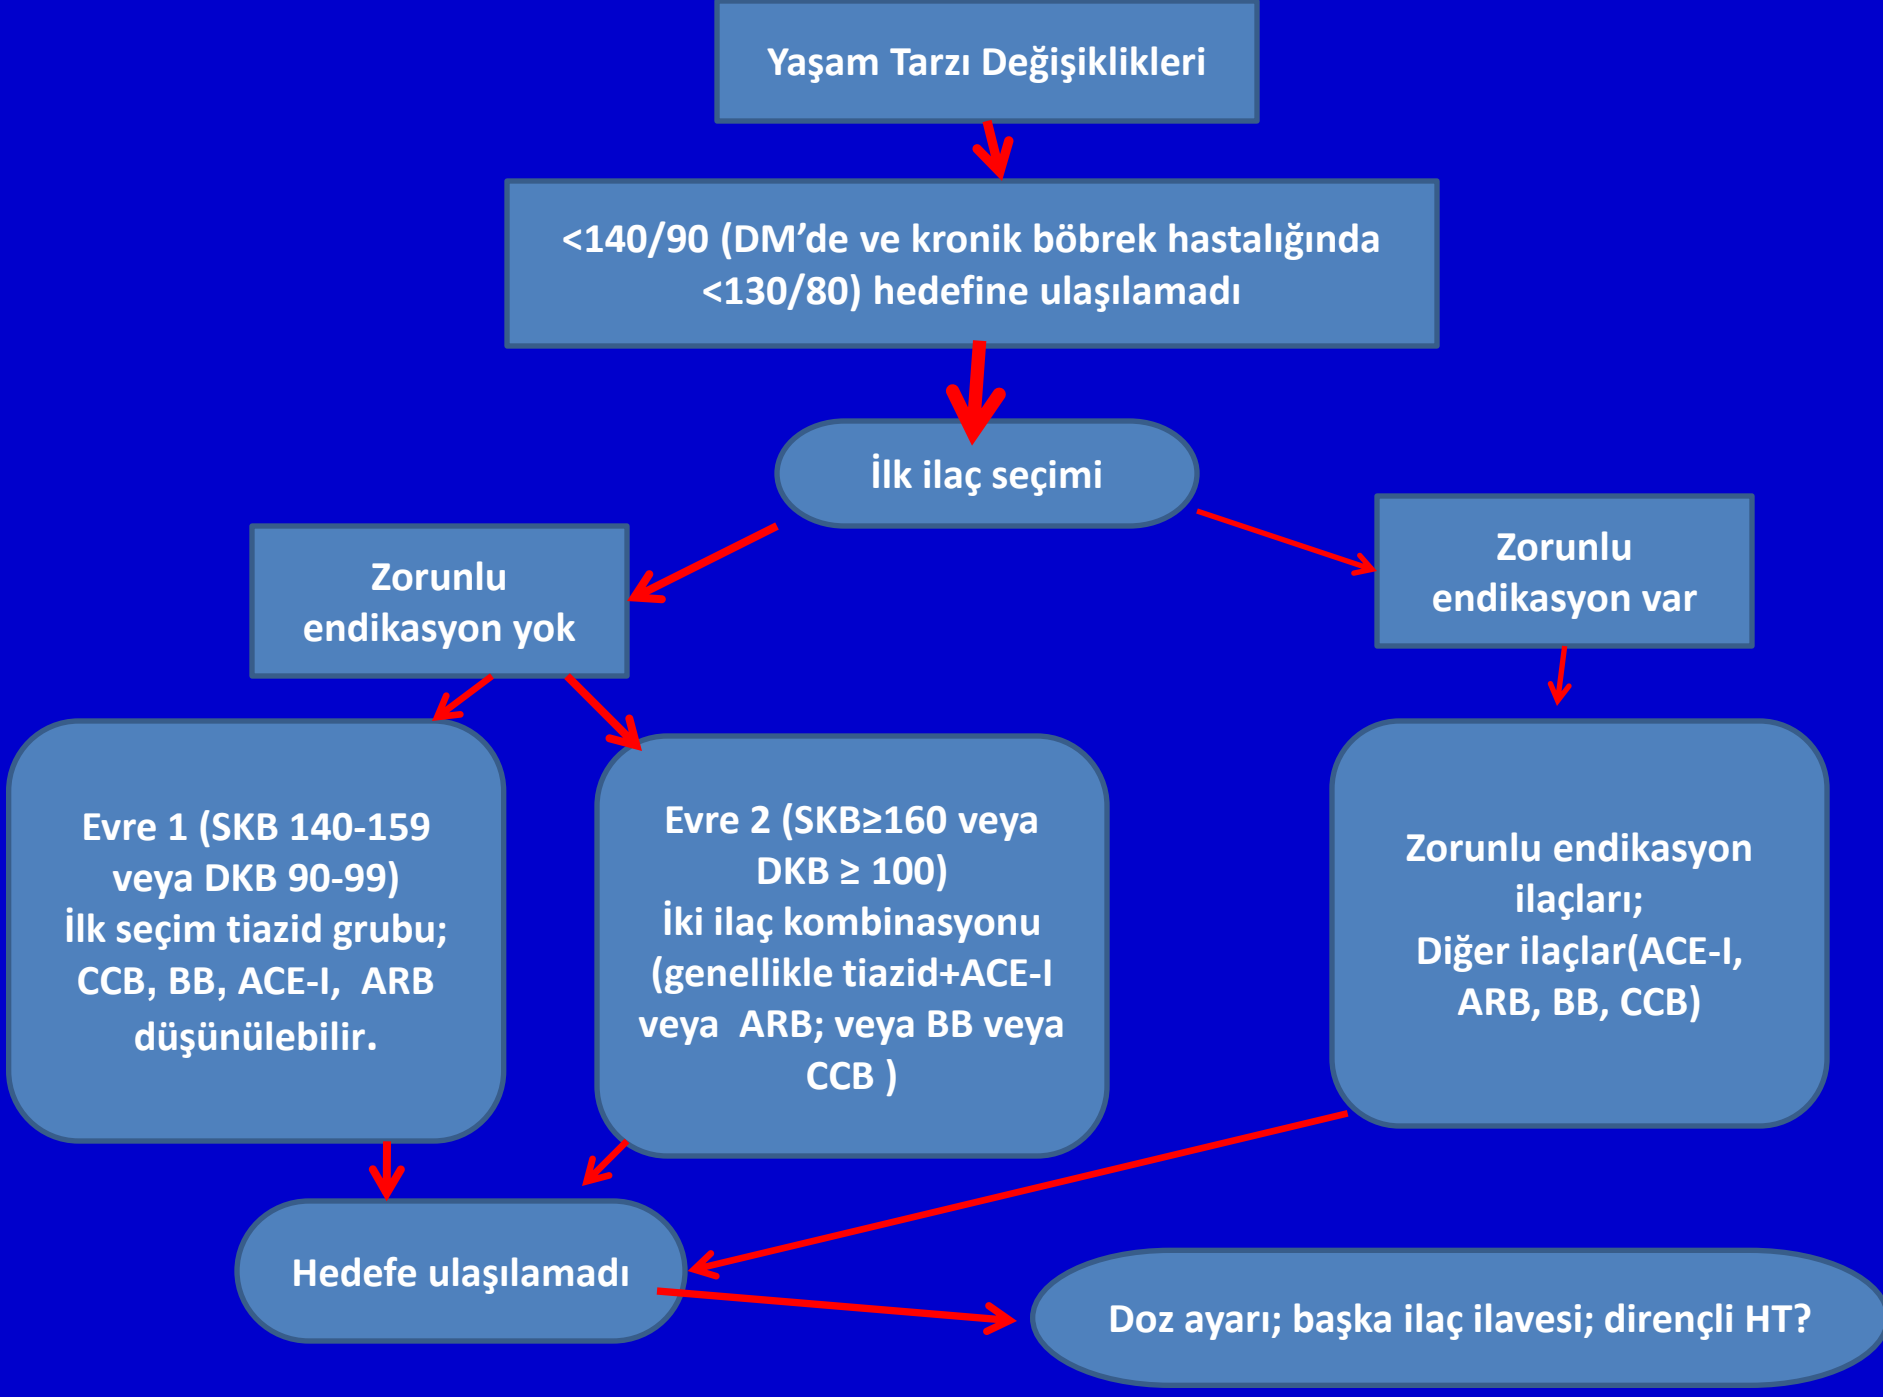 Yaşam Tarzı Değişiklikleri
<140/90 (DM’de ve kronik böbrek hastalığında
<130/80) hedefine ulaşılamadı
İlk ilaç seçimi
Zorunlu
endikasyon yok
Zorunlu
endikasyon var
Evre 1 (SKB 140-159
veya DKB 90-99)
İlk seçim tiazid grubu;
CCB, BB, ACE-I,  ARB
düşünülebilir.
Evre 2 (SKB≥160 veya
DKB ≥ 100)
İki ilaç kombinasyonu
(genellikle tiazid+ACE-I
veya  ARB; veya BB veya
CCB )
Zorunlu endikasyon
ilaçları;
Diğer ilaçlar(ACE-I,
ARB, BB, CCB)
Hedefe ulaşılamadı
Doz ayarı; başka ilaç ilavesi; dirençli HT?